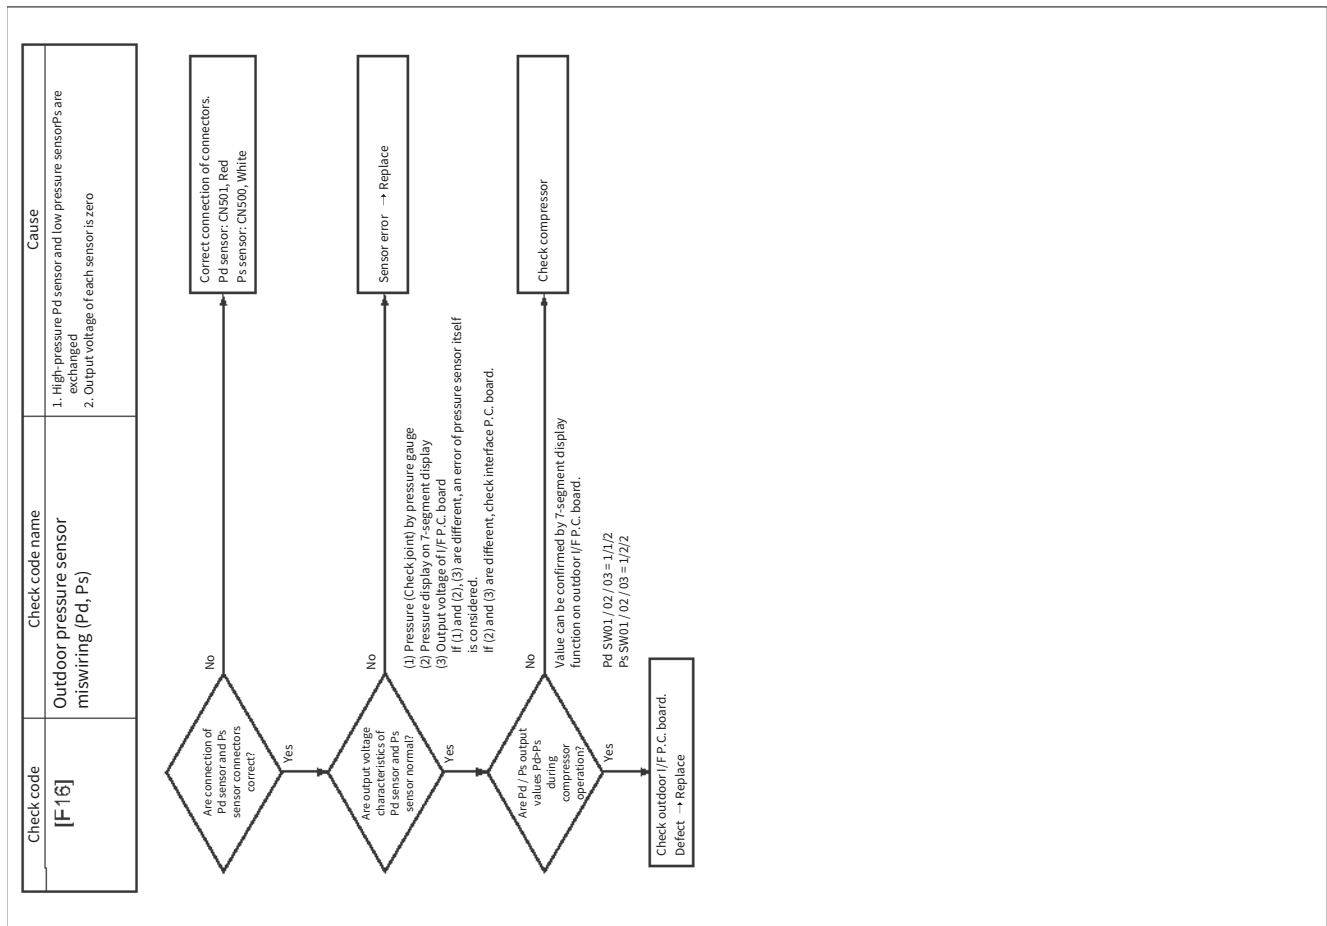 Check code
Check code name
Cause
[F16]
Outdoor pressure sensor
miswiring (Pd, Ps)
1. High-pressure Pd sensor and low pressure sensorPs are
exchanged
2. Output voltage of each sensor is zero
Are connection of
Pd sensor and Ps
sensor connectors
correct?
No
Correct connection of connectors.
Pd sensor: CN501, Red
Ps sensor: CN500, White
Yes
Are output voltage
characteristics of
Pd sensor and Ps
sensor normal?
No
Sensor error → Replace
(1) Pressure (Check joint) by pressure gauge
(2) Pressure display on 7-segment display
(3) Output voltage of I/F P.C. board
If (1) and (2), (3) are different, an error of pressure sensor itself
is considered.
If (2) and (3) are different, check interface P.C. board.
Yes
Are Pd / Ps output
values Pd>Ps
during
compressor
operation?
No
Check compressor
Value can be confirmed by 7-segment display
function on outdoor I/F P.C. board.
Pd SW01 / 02 / 03 = 1/1/2
Ps SW01 / 02 / 03 = 1/2/2
Yes
Check outdoor I/F P.C. board.
Defect → Replace